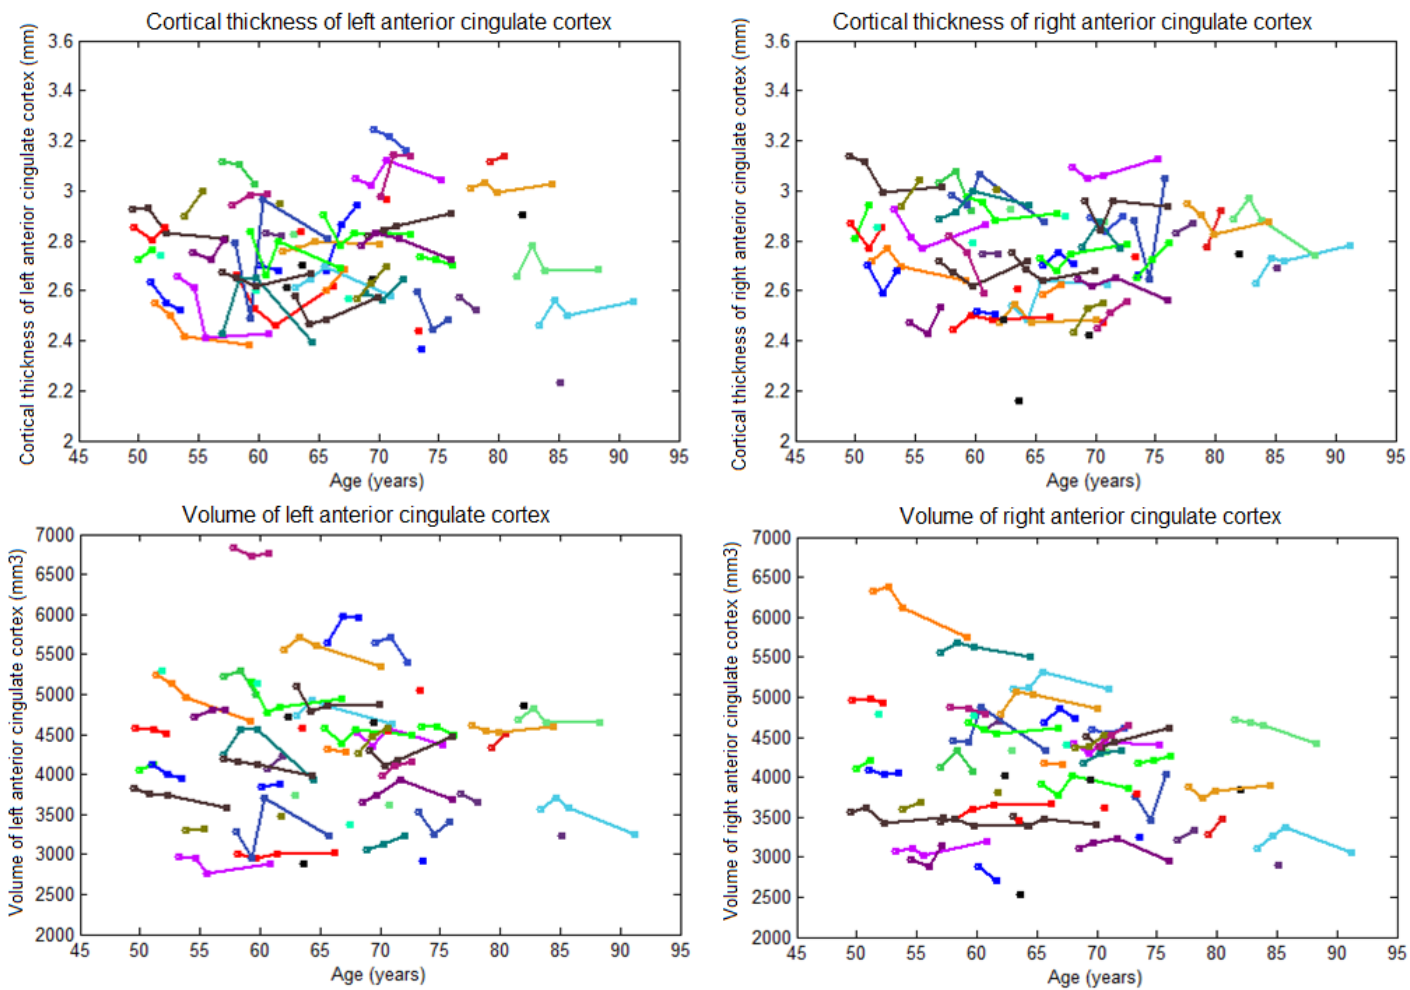 Cortical thickness of left anterior cingulate cortex
Cortical thickness of left anterior cingulate cortex (mm)
3.6
3.4
3.2
3
2.8
2.6
2.4
2.2
2
45 50 55 60 65 70 75 80 85 90 95
Age (years)
Cortical thickness of right anterior cingulate cortex
Cortical thickness of right anterior cingulate cortex (mm)
3.6
3.4
3.2
3
2.8
2.6
2.4
2.2
2
45 50 55 60 65 70 75 80 85 90 95
Age (years)
Volume of left anterior cingulate cortex
Volume of left anterior cingulate cortex (mm3)
7000
6500
6000
5500
5000
4500
4000
3500
3000
2500
2000
45 50 55 60 65 70 75 80 85 90 95
Age (years)
Volume of right anterior cingulate cortex
Volume of right anterior cingulate cortex (mm3)
7000
6500
6000
5500
5000
4500
4000
3500
3000
2500
2000
45 50 55 60 65 70 75 80 85 90 95
Age (years)